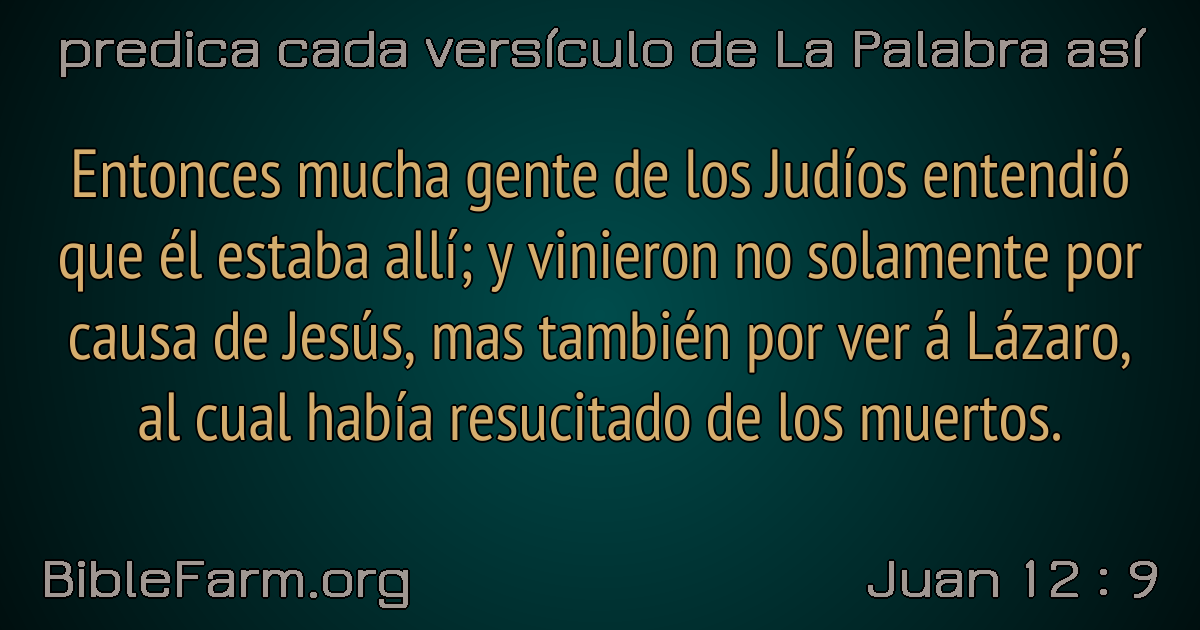 predica cada versículo de La Palabra así
Entonces mucha gente de los Judíos entendió
que él estaba allí; y vinieron no solamente por
causa de Jesús, mas también por ver á Lázaro,
al cual había resucitado de los muertos.
BibleFarm.org
Juan 12 : 9